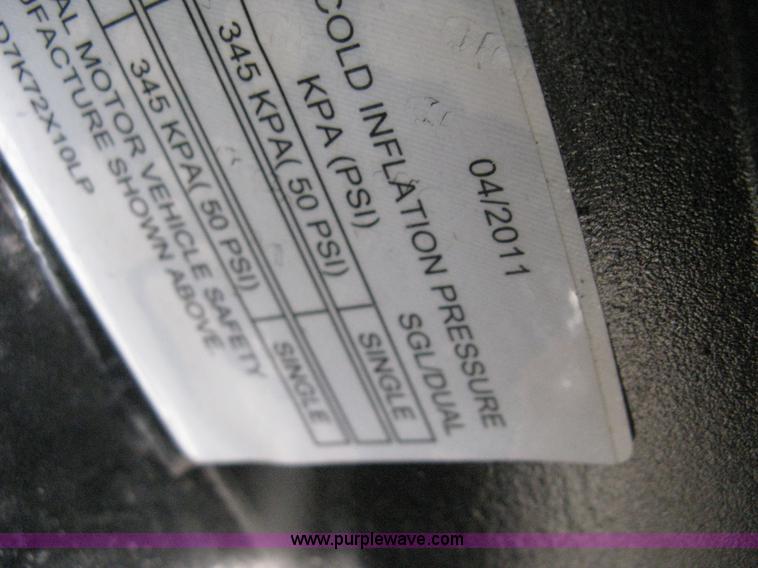 04/2011
COLD INFLATION PRESSURE
KPA (PSI) SGL/DUAL
345 KPA( 50 PSI) SINGLE
345 KPA( 50 PSI) SINGLE
MOTOR VEHICLE SAFETY
SHOWN ABOVE.
www.purplewave.com